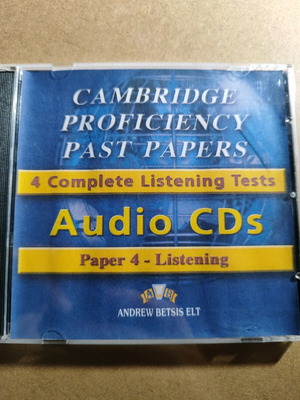 CAMBRIDGE
PROFICIENCY
PAST PAPERS
4 Complete Listening Tests
Audio CDs
Paper 4 - Listening
A B
ANDREW BETSIS ELT